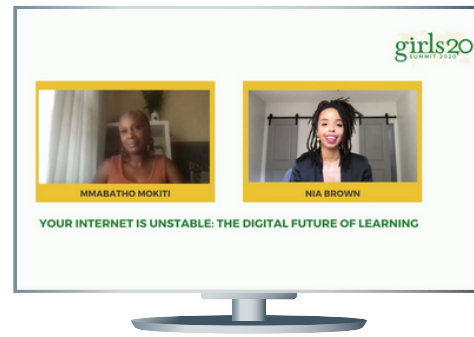 girls20
SUMMIT 2020
MMABATHO MOKITI
NIA BROWN
YOUR INTERNET IS UNSTABLE: THE DIGITAL FUTURE OF LEARNING